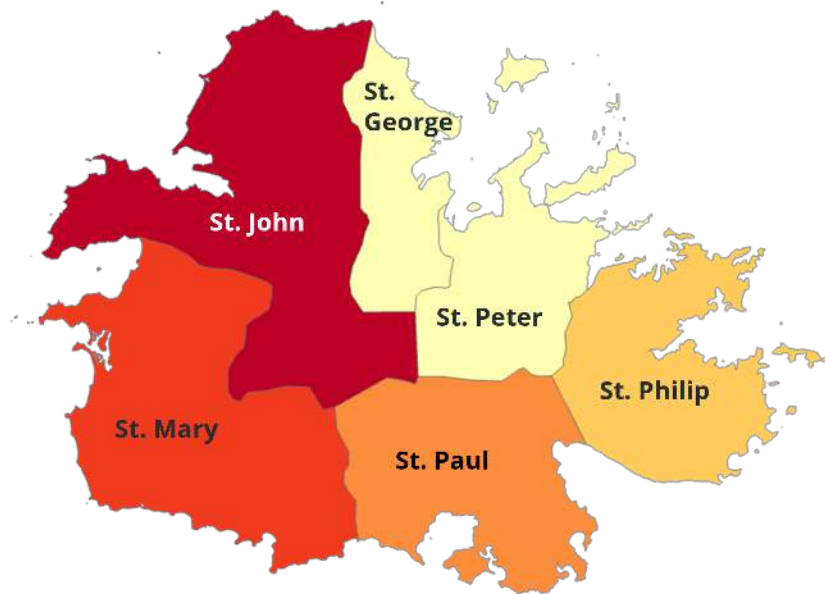 St.
George
St. John
St. Peter
St. Philip
St. Mary
St. Paul